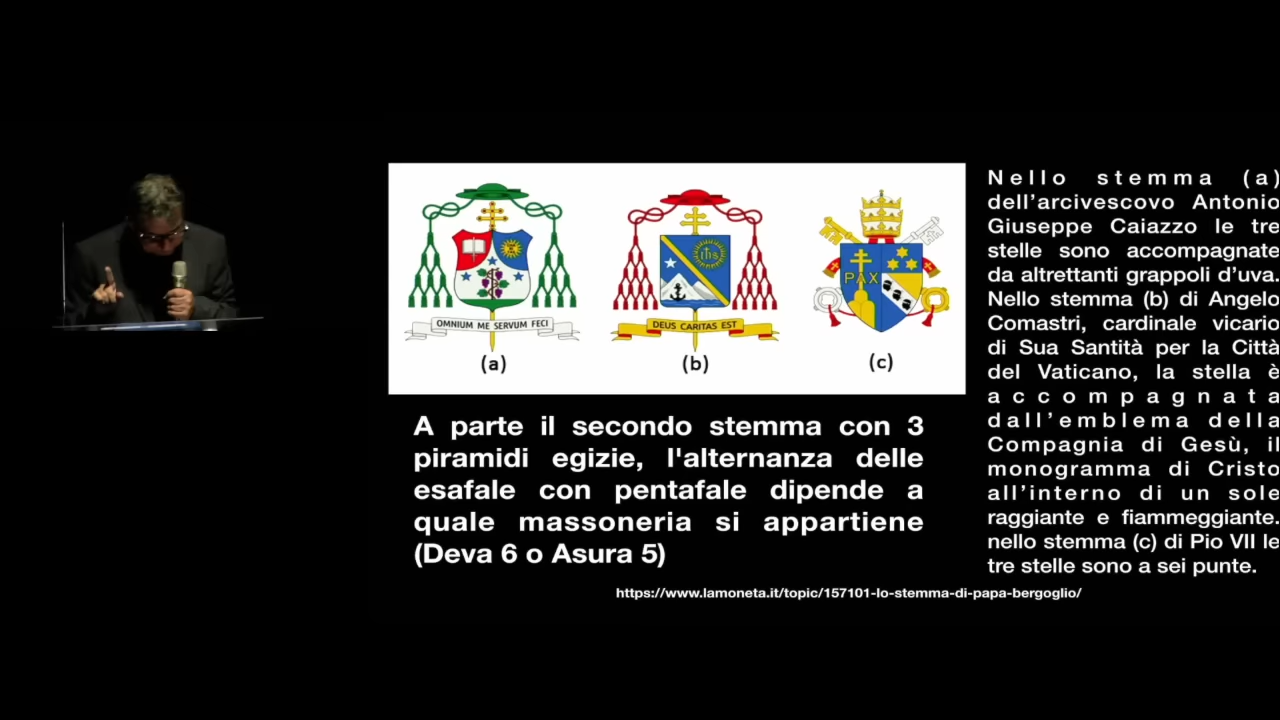 OMNIUM ME SERVUM FECI
(a)
IHS
DEUS CARITAS EST
(b)
PAX
(c)
A parte il secondo stemma con 3
piramidi egizie, l'alternanza delle
esafale con pentafale dipende a
quale massoneria si appartiene
(Deva 6 o Asura 5)
Nello stemma (a)
dell’arcivescovo Antonio
Giuseppe Caiazzo le tre
stelle sono accompagnate
da altrettanti grappoli d’uva.
Nello stemma (b) di Angelo
Comastri, cardinale vicario
di Sua Santità per la Città
del Vaticano, la stella è
accompagnata
dall’emblema della
Compagnia di Gesù, il
monogramma di Cristo
all’interno di un sole
raggiante e fiammeggiante.
nello stemma (c) di Pio VII le
tre stelle sono a sei punte.
https://www.lamoneta.it/topic/157101-lo-stemma-di-papa-bergoglio/